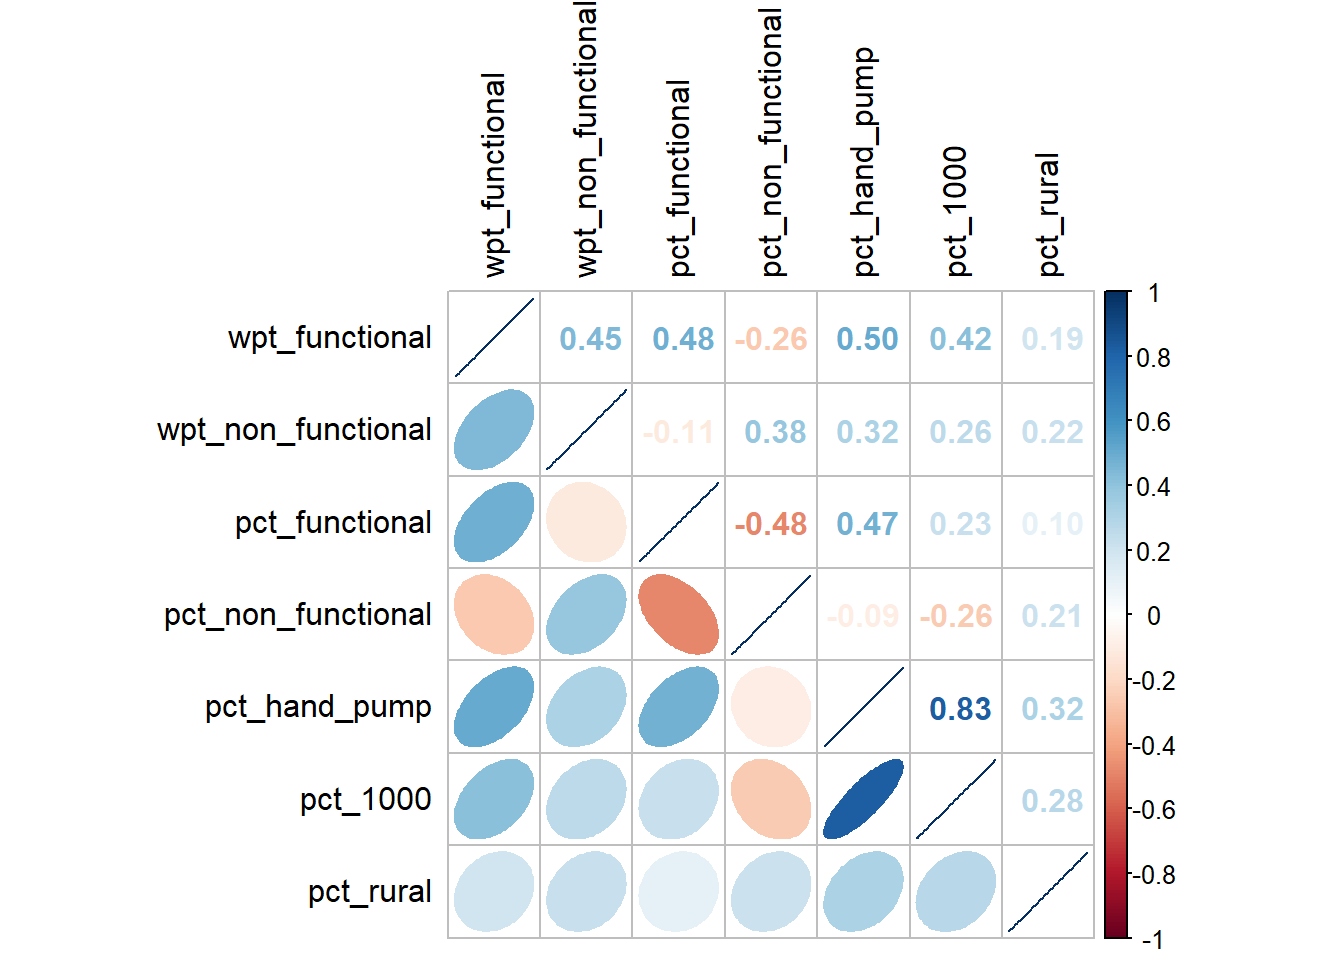 wpt_functional
wpt_non_functional
pct_functional
pct_non_functional
pct_hand_pump
pct_1000
pct_rural
wpt_functional 0.45 0.48 -0.26 0.50 0.42 0.19
wpt_non_functional -0.11 0.38 0.32 0.26 0.22
pct_functional -0.48 0.47 0.23 0.10
pct_non_functional -0.09 -0.26 0.21
pct_hand_pump 0.83 0.32
pct_1000 0.28
pct_rural
1
0.8
0.6
0.4
0.2
0
-0.2
-0.4
-0.6
-0.8
-1